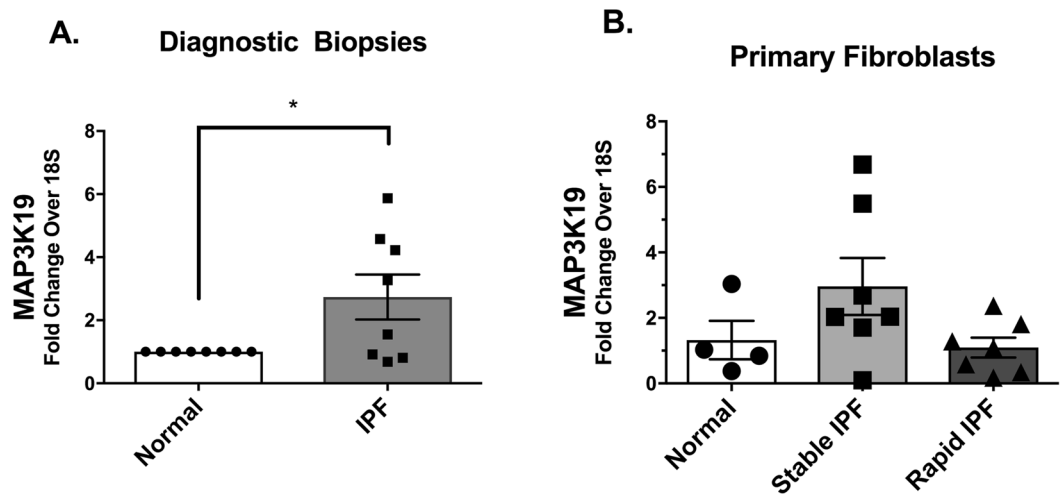 A.
Diagnostic Biopsies
*
MAP3K19
Fold Change Over 18S
8
6
4
2
0
Normal
IPF
B.
Primary Fibroblasts
MAP3K19
Fold Change Over 18S
8
6
4
2
0
Normal
Stable IPF
Rapid IPF